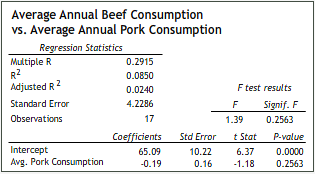 Average Annual Beef Consumption
vs. Average Annual Pork Consumption
Regression Statistics
Multiple R 0.2915
R2 0.0850
Adjusted R 2 0.0240 F test results
Standard Error 4.2286 F Signif. F
Observations 17 1.39 0.2563
Coefficients Std Error t Stat P-value
Intercept 65.09 10.22 6.37 0.0000
Avg. Pork Consumption -0.19 0.16 -1.18 0.2563